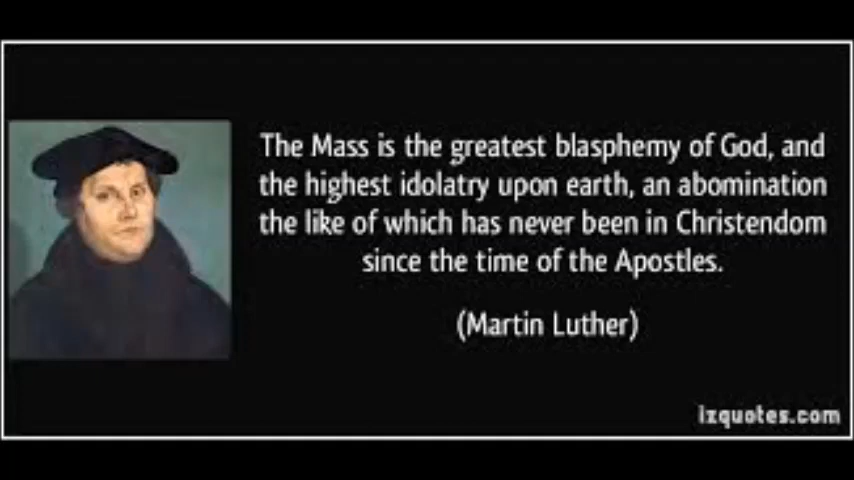 The Mass is the greatest blasphemy of God, and
the highest idolatry upon earth, an abomination
the like of which has never been in Christendom
since the time of the Apostles.
(Martin Luther)
izquotes.com